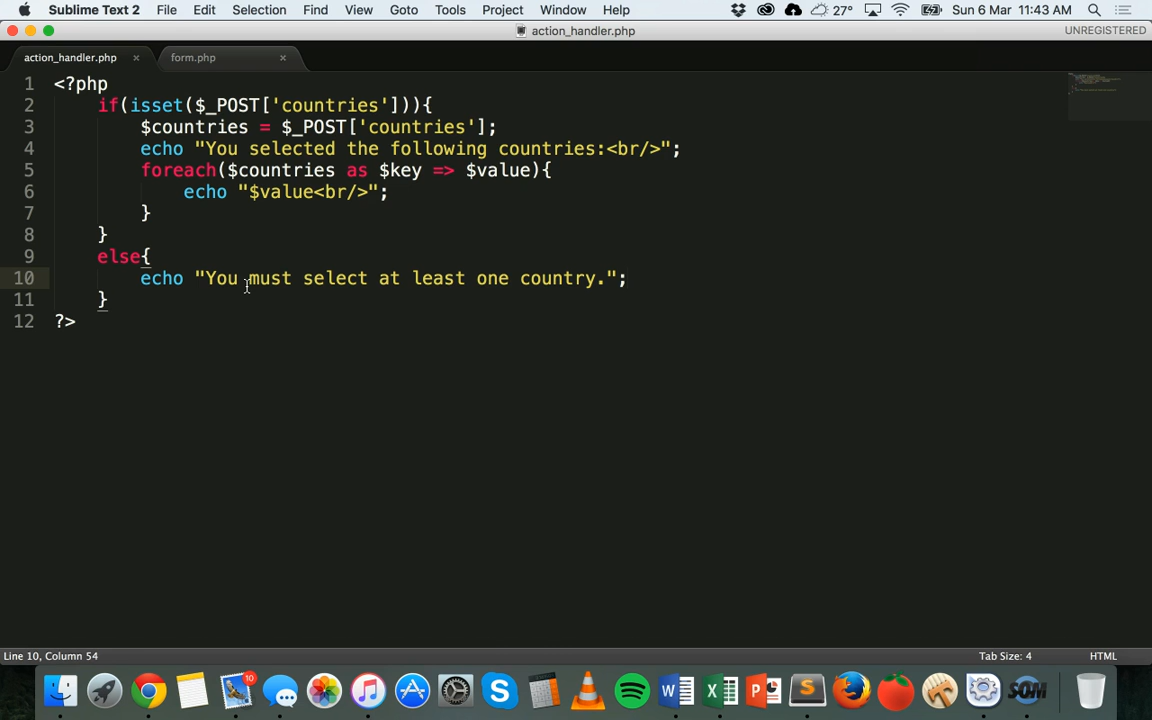 Sublime Text 2 File Edit Selection Find View Goto Tools Project Window Help 27° Sun 6 Mar 11:43 AM
action_handler.php UNREGISTERED
action_handler.php × form.php ×
1 <?php
2 if(isset($_POST['countries'])){
3 $countries = $_POST['countries'];
4 echo "You selected the following countries:<br/>";
5 foreach($countries as $key => $value){
6 echo "$value<br/>";
7 }
8 }
9 else{
10 echo "You must select at least one country.";
11 }
12 ?>
Line 10, Column 54 Tab Size: 4 HTML
10 S W X P S SOM